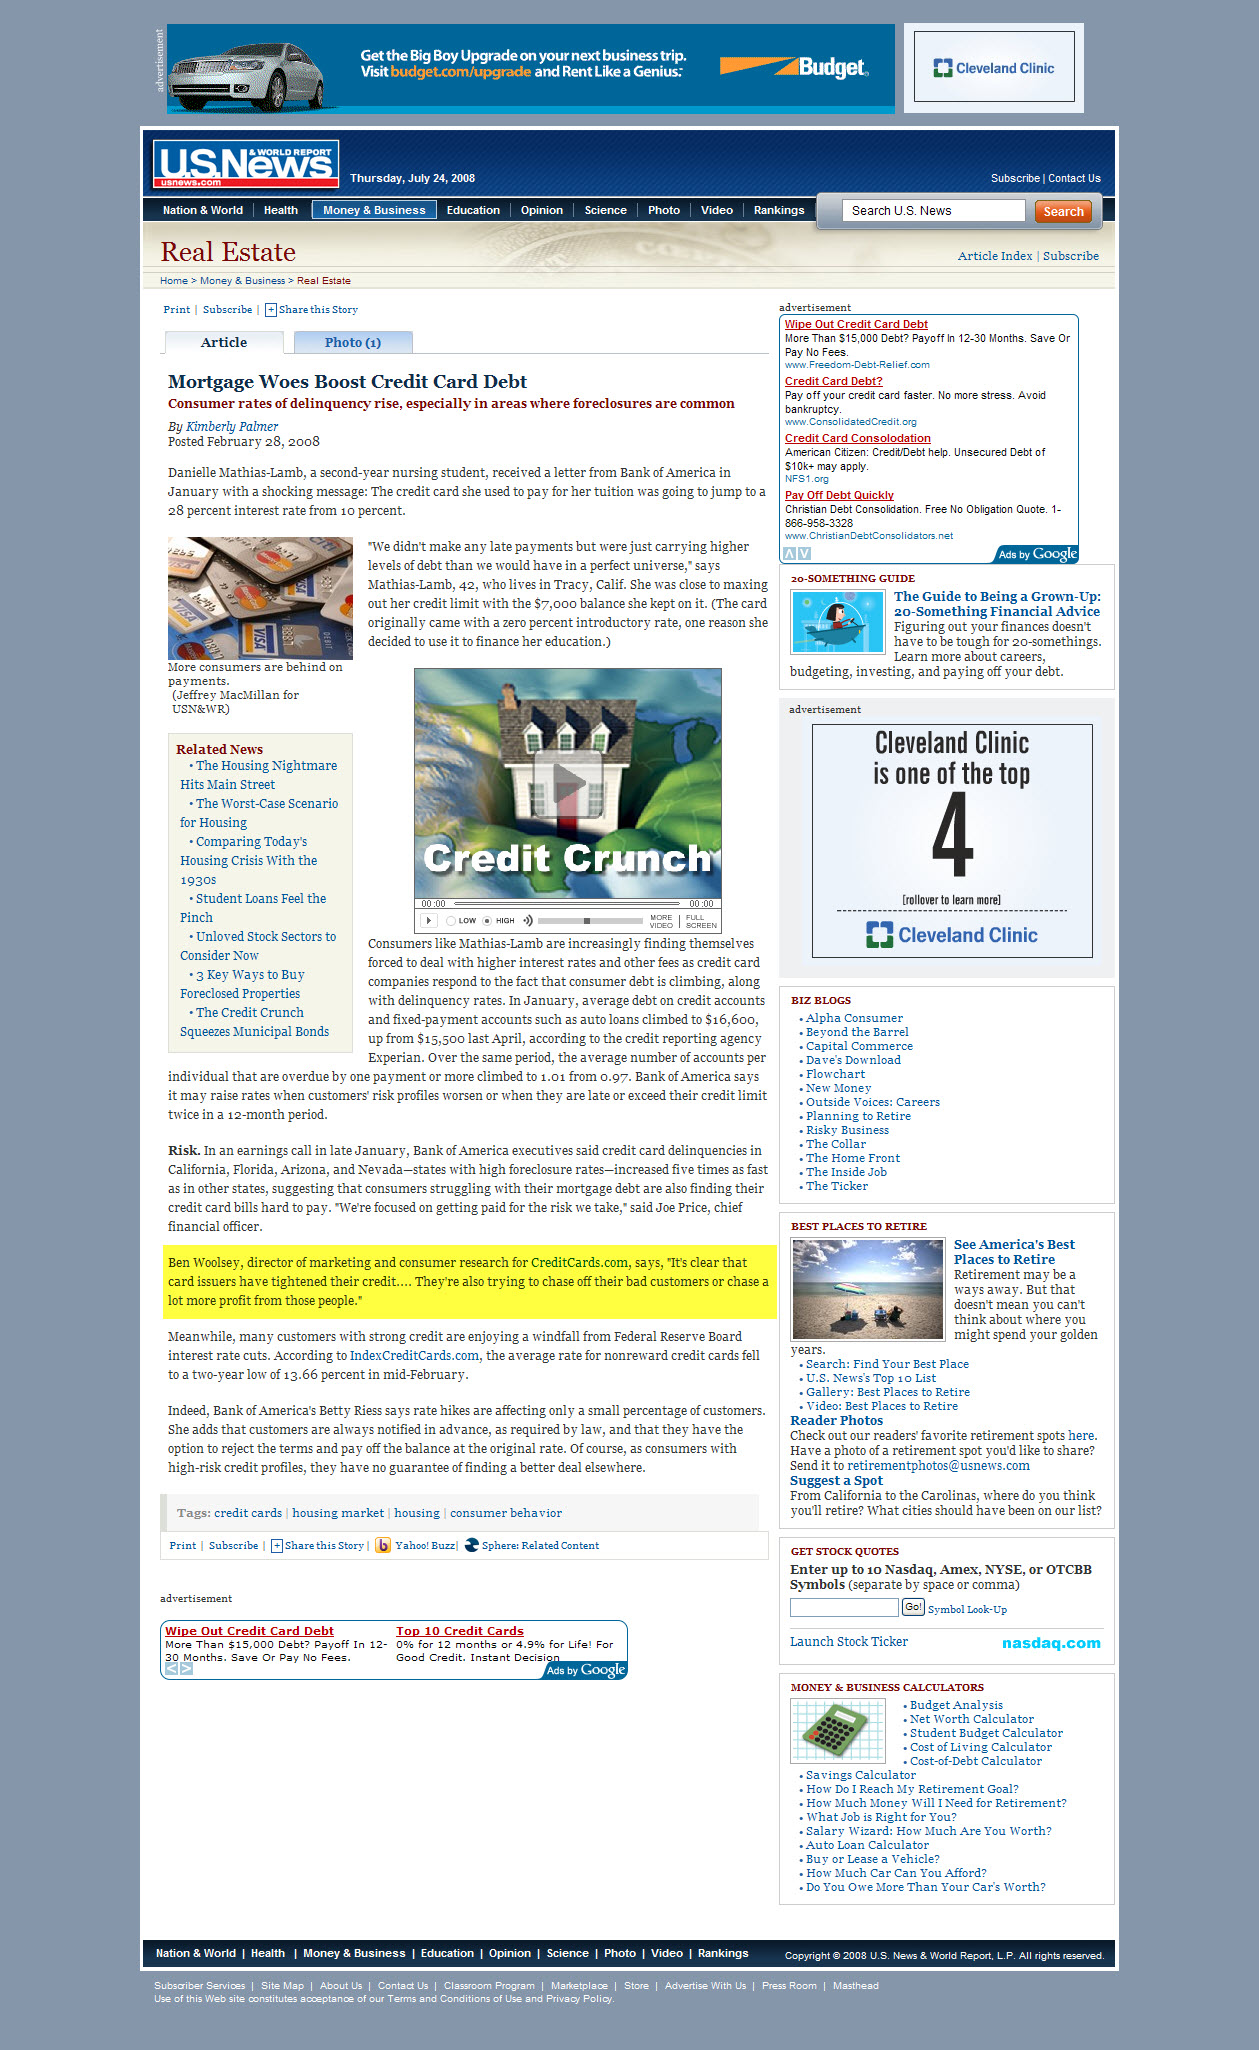 advertisement
Get the Big Boy Upgrade on your next business trip.
Visit budget.com/upgrade and Rent Like a Genius.
Budget
Cleveland Clinic
U.S.News & WORLD REPORT
usnews.com
Thursday, July 24, 2008
Subscribe | Contact Us
Nation & World Health Money & Business Education Opinion Science Photo Video Rankings
Search U.S. News Search
Real Estate
Article Index | Subscribe
Home > Money & Business > Real Estate
Print | Subscribe | + Share this Story
Article Photo (1)
Mortgage Woes Boost Credit Card Debt
Consumer rates of delinquency rise, especially in areas where foreclosures are common
By Kimberly Palmer
Posted February 28, 2008
Danielle Mathias-Lamb, a second-year nursing student, received a letter from Bank of America in
January with a shocking message: The credit card she used to pay for her tuition was going to jump to a
28 percent interest rate from 10 percent.
More consumers are behind on
payments.
(Jeffrey MacMillan for
USN&WR)
"We didn't make any late payments but were just carrying higher
levels of debt than we would have in a perfect universe," says
Mathias-Lamb, 42, who lives in Tracy, Calif. She was close to maxing
out her credit limit with the $7,000 balance she kept on it. (The card
originally came with a zero percent introductory rate, one reason she
decided to use it to finance her education.)
Credit Crunch
00:00 00:00
LOW HIGH MORE VIDEO FULL SCREEN
Related News
• The Housing Nightmare
Hits Main Street
• The Worst-Case Scenario
for Housing
• Comparing Today's
Housing Crisis With the
1930s
• Student Loans Feel the
Pinch
• Unloved Stock Sectors to
Consider Now
• 3 Key Ways to Buy
Foreclosed Properties
• The Credit Crunch
Squeezes Municipal Bonds
Consumers like Mathias-Lamb are increasingly finding themselves
forced to deal with higher interest rates and other fees as credit card
companies respond to the fact that consumer debt is climbing, along
with delinquency rates. In January, average debt on credit accounts
and fixed-payment accounts such as auto loans climbed to $16,600,
up from $15,500 last April, according to the credit reporting agency
Experian. Over the same period, the average number of accounts per
individual that are overdue by one payment or more climbed to 1.01 from 0.97. Bank of America says
it may raise rates when customers' risk profiles worsen or when they are late or exceed their credit limit
twice in a 12-month period.
Risk. In an earnings call in late January, Bank of America executives said credit card delinquencies in
California, Florida, Arizona, and Nevada—states with high foreclosure rates—increased five times as fast
as in other states, suggesting that consumers struggling with their mortgage debt are also finding their
credit card bills hard to pay. "We're focused on getting paid for the risk we take," said Joe Price, chief
financial officer.
Ben Woolsey, director of marketing and consumer research for CreditCards.com, says, "It's clear that
card issuers have tightened their credit.... They're also trying to chase off their bad customers or chase a
lot more profit from those people."
Meanwhile, many customers with strong credit are enjoying a windfall from Federal Reserve Board
interest rate cuts. According to IndexCreditCards.com, the average rate for nonreward credit cards fell
to a two-year low of 13.66 percent in mid-February.
Indeed, Bank of America's Betty Riess says rate hikes are affecting only a small percentage of customers.
She adds that customers are always notified in advance, as required by law, and that they have the
option to reject the terms and pay off the balance at the original rate. Of course, as consumers with
high-risk credit profiles, they have no guarantee of finding a better deal elsewhere.
Tags: credit cards | housing market | housing | consumer behavior
Print | Subscribe | + Share this Story | Yahoo! Buzz | Sphere: Related Content
advertisement
Wipe Out Credit Card Debt
More Than $15,000 Debt? Payoff In 12-
30 Months. Save Or Pay No Fees.
Top 10 Credit Cards
0% for 12 months or 4.9% for Life! For
Good Credit. Instant Decision
Ads by Google
advertisement
Wipe Out Credit Card Debt
More Than $15,000 Debt? Payoff In 12-30 Months. Save Or
Pay No Fees.
www.Freedom-Debt-Relief.com
Credit Card Debt?
Pay off your credit card faster. No more stress. Avoid
bankruptcy.
www.ConsolidatedCredit.org
Credit Card Consolodation
American Citizen: Credit/Debt help. Unsecured Debt of
$10k+ may apply.
NFS1.org
Pay Off Debt Quickly
Christian Debt Consolidation. Free No Obligation Quote. 1-
866-958-3328
www.ChristianDebtConsolidators.net
Ads by Google
20-SOMETHING GUIDE
The Guide to Being a Grown-Up:
20-Something Financial Advice
Figuring out your finances doesn't
have to be tough for 20-somethings.
Learn more about careers,
budgeting, investing, and paying off your debt.
advertisement
Cleveland Clinic
is one of the top
4
[rollover to learn more]
Cleveland Clinic
BIZ BLOGS
• Alpha Consumer
• Beyond the Barrel
• Capital Commerce
• Dave's Download
• Flowchart
• New Money
• Outside Voices: Careers
• Planning to Retire
• Risky Business
• The Collar
• The Home Front
• The Inside Job
• The Ticker
BEST PLACES TO RETIRE
See America's Best
Places to Retire
Retirement may be a
ways away. But that
doesn't mean you can't
think about where you
might spend your golden
years.
• Search: Find Your Best Place
• U.S. News's Top 10 List
• Gallery: Best Places to Retire
• Video: Best Places to Retire
Reader Photos
Check out our readers' favorite retirement spots here.
Have a photo of a retirement spot you'd like to share?
Send it to retirementphotos@usnews.com
Suggest a Spot
From California to the Carolinas, where do you think
you'll retire? What cities should have been on our list?
GET STOCK QUOTES
Enter up to 10 Nasdaq, Amex, NYSE, or OTCBB
Symbols (separate by space or comma)
Go! Symbol Look-Up
Launch Stock Ticker nasdaq.com
MONEY & BUSINESS CALCULATORS
• Budget Analysis
• Net Worth Calculator
• Student Budget Calculator
• Cost of Living Calculator
• Cost-of-Debt Calculator
• Savings Calculator
• How Do I Reach My Retirement Goal?
• How Much Money Will I Need for Retirement?
• What Job is Right for You?
• Salary Wizard: How Much Are You Worth?
• Auto Loan Calculator
• Buy or Lease a Vehicle?
• How Much Car Can You Afford?
• Do You Owe More Than Your Car's Worth?
Nation & World | Health | Money & Business | Education | Opinion | Science | Photo | Video | Rankings
Copyright © 2008 U.S. News & World Report, L.P. All rights reserved.
Subscriber Services | Site Map | About Us | Contact Us | Classroom Program | Marketplace | Store | Advertise With Us | Press Room | Masthead
Use of this Web site constitutes acceptance of our Terms and Conditions of Use and Privacy Policy.